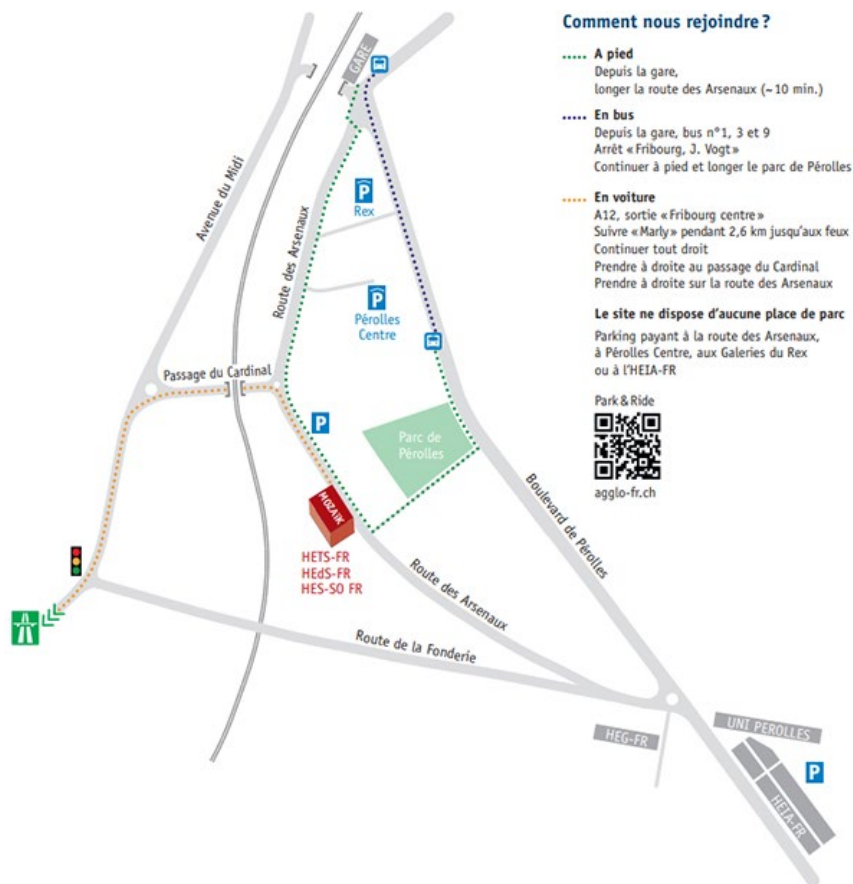 Comment nous rejoindre ?
A pied
Depuis la gare,
longer la route des Arsenaux (~ 10 min.)
En bus
Depuis la gare, bus n°1, 3 et 9
Arrêt « Fribourg, J. Vogt »
Continuer à pied et longer le parc de Pérolles
En voiture
A12, sortie « Fribourg centre »
Suivre « Marly » pendant 2,6 km jusqu'aux feux
Continuer tout droit
Prendre à droite au passage du Cardinal
Prendre à droite sur la route des Arsenaux
Le site ne dispose d'aucune place de parc
Parking payant à la route des Arsenaux,
à Pérolles Centre, aux Galeries du Rex
ou à l'HEIA-FR
Park & Ride
agglo-fr.ch
GARE
Avenue du Midi
P
Rex
Route des Arsenaux
P
Pérolles
Centre
Passage du Cardinal
P
Parc de
Pérolles
MOZAÏK
HETS-FR
HEdS-FR
HES-SO FR
Boulevard de Pérolles
Route des Arsenaux
Route de la Fonderie
HEG-FR
UNI PEROLLES
HEIA-FR
P